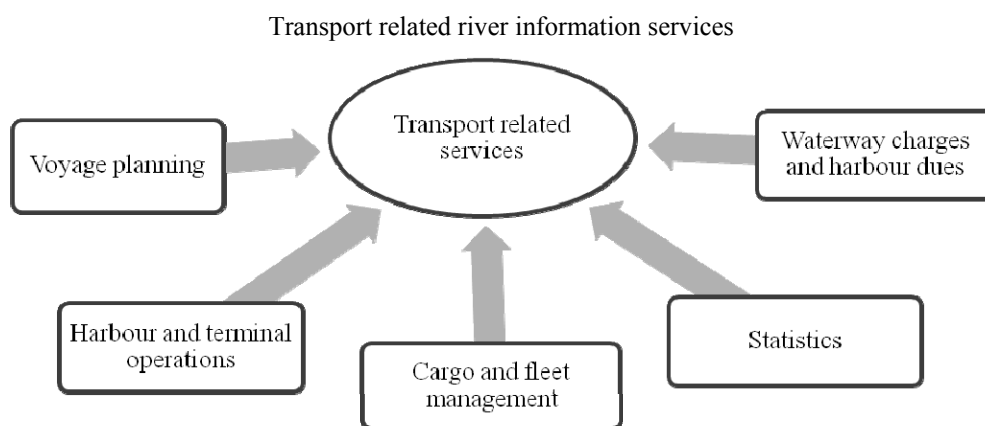 Transport related river information services
Transport related
services
Voyage planning
Waterway charges
and harbour dues
Harbour and terminal
operations
Cargo and fleet
management
Statistics